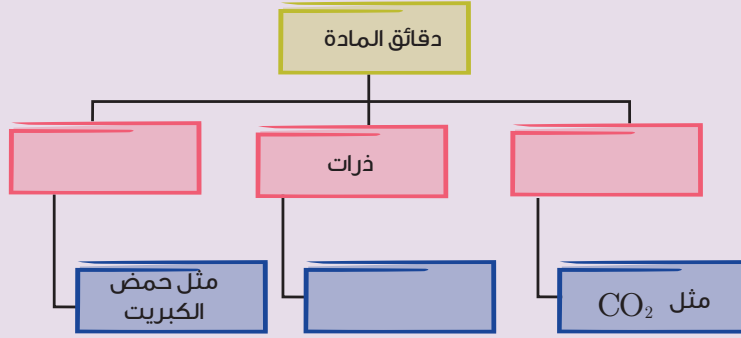 دقائق المادة
ذرات
مثل CO₂
مثل حمض
الكبريت